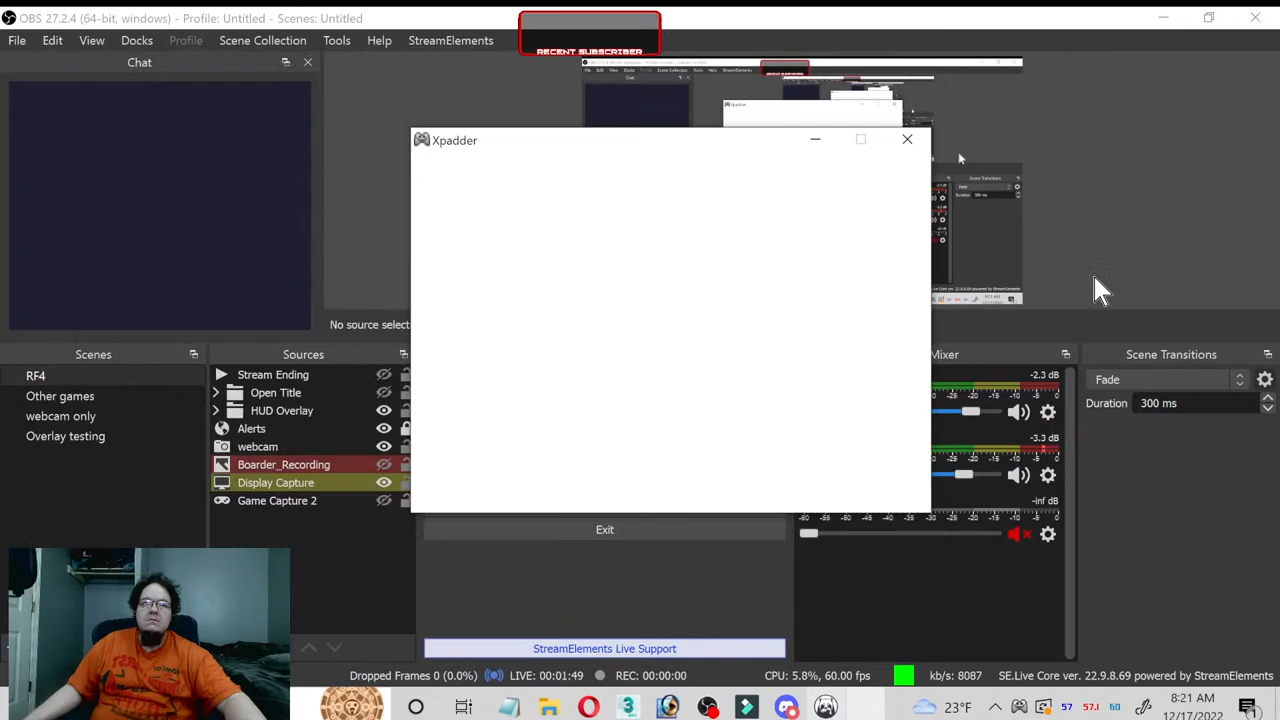 OBS 27.2.4 (64-bit, windows) - Profile: Untitled - Scenes: Untitled
File Edit View Docks Profile Scene Collection Tools Help StreamElements
RECENT SUBSCRIBER
Chat
Xpadder
No source select
Scenes
Sources
Mixer
Scene Transitions
RF4
Other games
webcam only
Overlay testing
Stream Ending
Open Title
HUD Overlay
Alerts
webcam
Boarder_Recording
Display Capture
Game Capture 2
-2.3 dB
-3.3 dB
-inf dB
Fade
Duration 300 ms
Exit
StreamElements Live Support
Dropped Frames 0 (0.0%) LIVE: 00:01:49 REC: 00:00:00 CPU: 5.8%, 60.00 fps kb/s: 8087 SE.Live Core ver. 22.9.8.69 powered by StreamElements
23°F 57 57.1 60
8:21 AM
12/17/2022